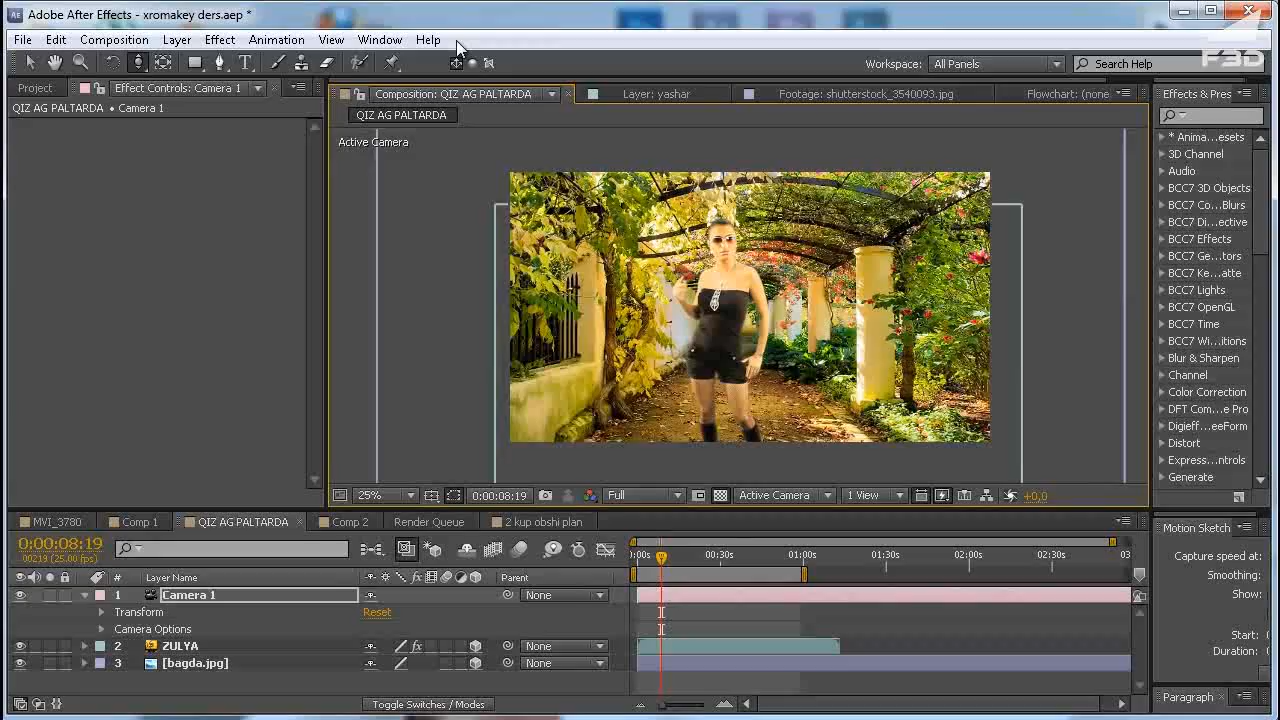 Adobe After Effects - xromakey ders.aep *
File Edit Composition Layer Effect Animation View Window Help
Workspace: All Panels Search Help
F3D
Project Effect Controls: Camera 1
QIZ AG PALTARDA • Camera 1
Composition: QIZ AG PALTARDA Layer: yashar Footage: shutterstock_3540093.jpg Flowchart: (none
QIZ AG PALTARDA
Active Camera
25% 0:00:08:19 Full Active Camera 1 View +0,0
Effects & Pres
* Anima...esets
3D Channel
Audio
BCC7 3D Objects
BCC7 Co...Blurs
BCC7 Di...ective
BCC7 Effects
BCC7 Ge...tors
BCC7 Ke...atte
BCC7 Lights
BCC7 OpenGL
BCC7 Time
BCC7 Wi...itions
Blur & Sharpen
Channel
Color Correction
DFT Com...e Pro
Digieff...eeForm
Distort
Express...ntrols
Generate
MVI_3780 Comp 1 QIZ AG PALTARDA Comp 2 Render Queue 2 kup obshi plan
0:00:08:19
00219 (25.00 fps)
:00s 00:30s 01:00s 01:30s 02:00s 02:30s 03
# Layer Name Parent
1 Camera 1 None
Transform Reset
Camera Options
2 ZULYA None
3 [bagda.jpg] None
Toggle Switches / Modes
Motion Sketch
Capture speed at:
Smoothing:
Show:
Start:
Duration:
Paragraph